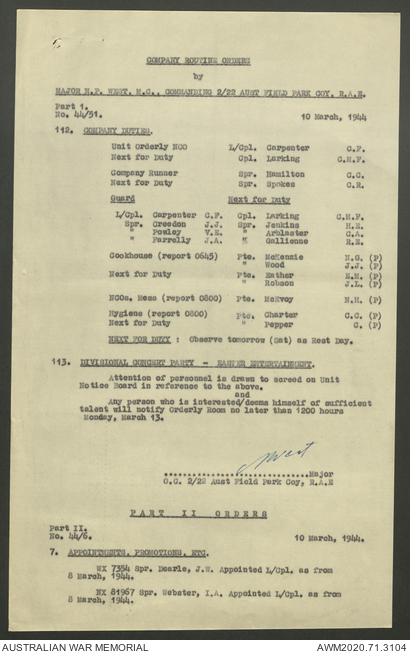 COMPANY ROUTINE ORDERS
by
MAJOR H.P. WEST, M.C., COMMANDING 2/22 AUST FIELD PARK COY, R.A.E.
Part 1.
No. 44/51. 10 March, 1944
112. COMPANY DUTIES.
Unit Orderly NCO L/Cpl. Carpenter C.F.
Next for Duty Cpl. Larking C.H.F.
Company Runner Spr. Hamilton C.C.
Next for Duty Spr. Spokes C.R.
Guard Next for Duty
L/Cpl. Carpenter C.F. Cpl. Larking C.H.F.
Spr. Creedon J.J. Spr. Jenkins H.E.
" Powley V.E. " Arblaster C.A.
" Farrelly J.A. " Gallienne R.E.
Cookhouse (report 0645) Pte. McKenzie N.G. (P)
" Wood J.J. (P)
Next for Duty Pte. Eather E.M. (P)
" Robson J.L. (P)
NCOs. Mess (report 0800) Pte. McEvoy N.H. (P)
Hygiene (report 0800) Pte. Charter C.C. (P)
Next for Duty " Pepper C. (P)
NEXT FOR DUTY : Observe tomorrow (Sat) as Rest Day.
113. DIVISIONAL CONCERT PARTY - EASTER ENTERTAINMENT.
Attention of personnel is drawn to screed on Unit
Notice Board in reference to the above.
and
Any person who is interested/deems himself of sufficient
talent will notify Orderly Room no later than 1200 hours
Monday, March 13.
West
..............................Major
O.C. 2/22 Aust Field Park Coy, R.A.E
PART II ORDERS
Part II.
No. 44/6. 10 March, 1944.
7. APPOINTMENTS, PROMOTIONS, ETC.
WX 7354 Spr. Dearle, J.W. Appointed L/Cpl. as from
8 March, 1944.
NX 81967 Spr. Webster, I.A. Appointed L/Cpl. as from
8 March, 1944.
AUSTRALIAN WAR MEMORIAL AWM2020.71.3104